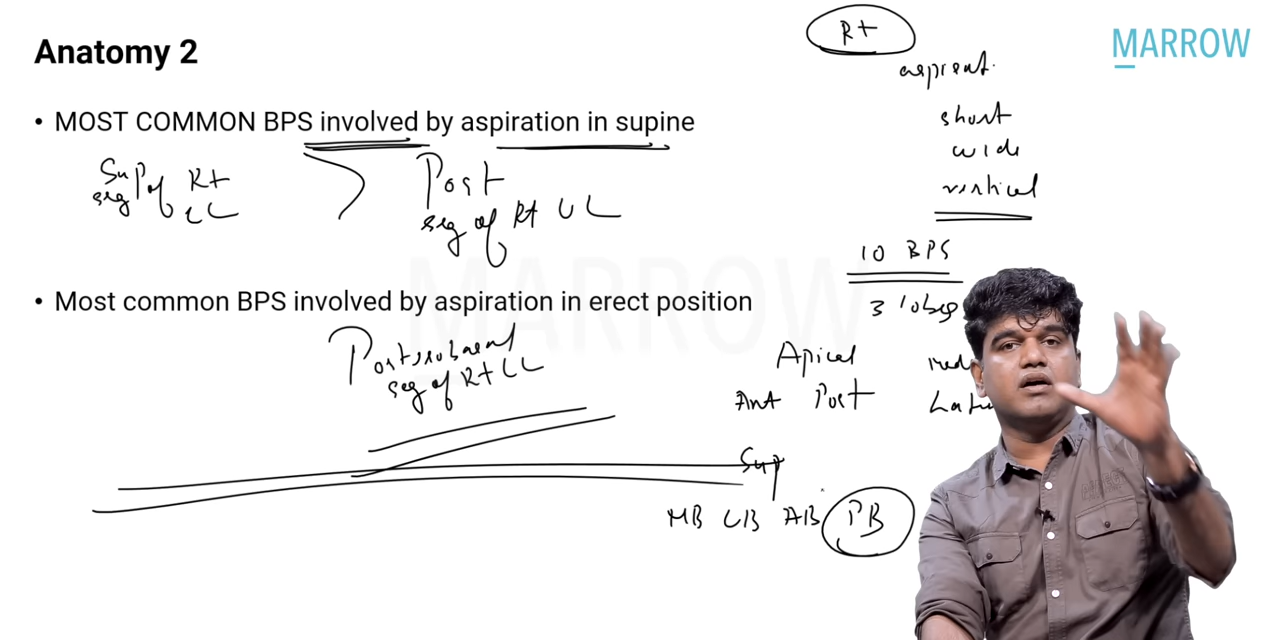 Anatomy 2
MARROW
Rt
aspirat.
short
wide
vertical
• MOST COMMON BPS involved by aspiration in supine
Sup seg of Rt LL > Post seg of Rt UL
10 BPS
3 lobes
• Most common BPS involved by aspiration in erect position
seg of Rt LL
Apical
Ant Post
Sup
MB LB AB PB
MARROW